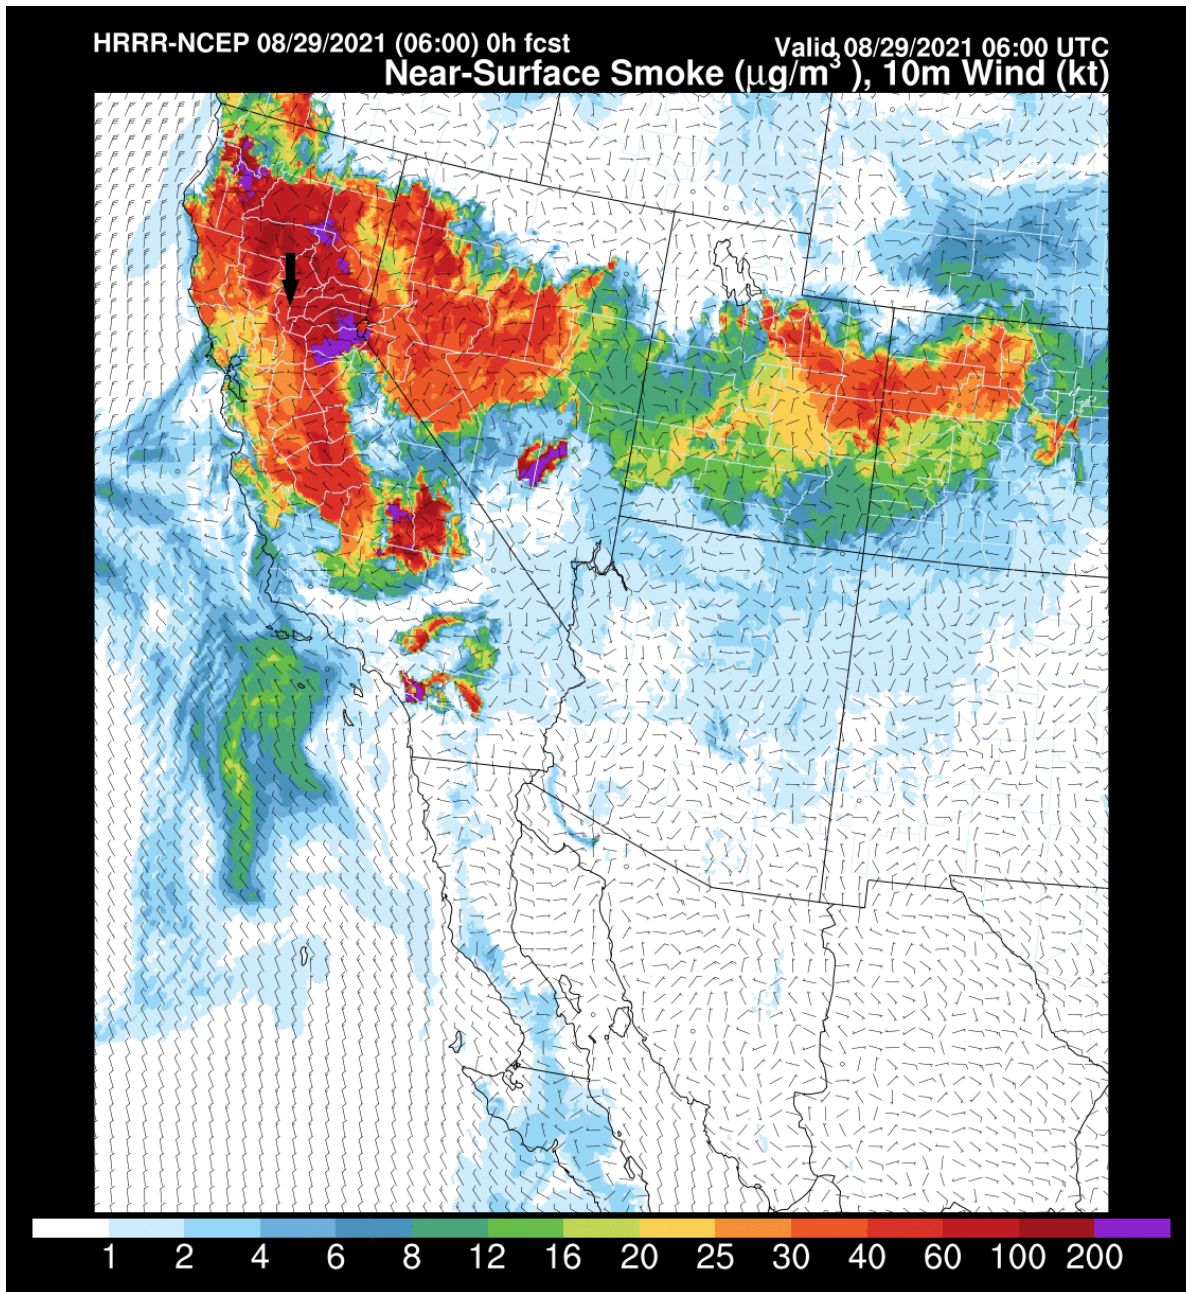 HRRR-NCEP 08/29/2021 (06:00) 0h fcst
Valid 08/29/2021 06:00 UTC
Near-Surface Smoke (µg/m³ ), 10m Wind (kt)
1 2 4 6 8 12 16 20 25 30 40 60 100 200